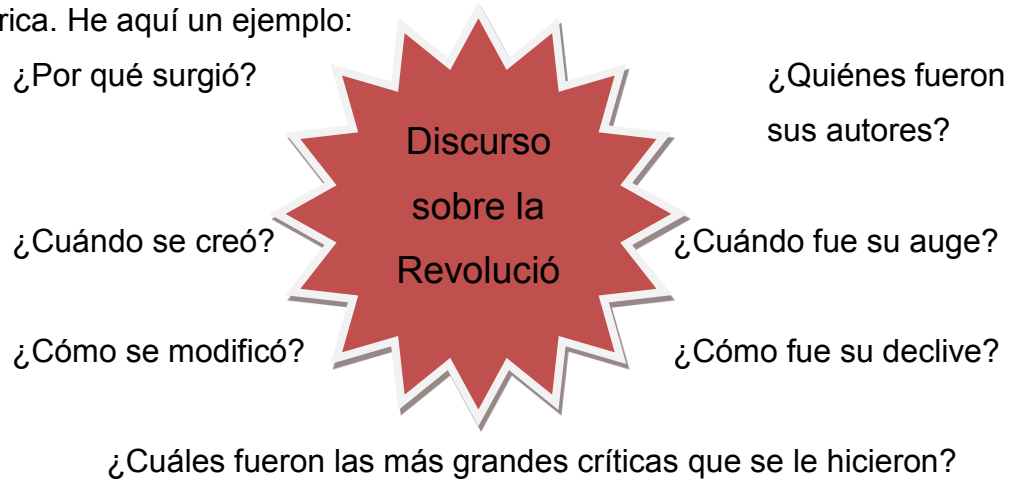 rica. He aquí un ejemplo:
¿Por qué surgió?
¿Quiénes fueron
sus autores?
Discurso
sobre la
Revolució
¿Cuándo se creó?
¿Cuándo fue su auge?
¿Cómo se modificó?
¿Cómo fue su declive?
¿Cuáles fueron las más grandes críticas que se le hicieron?